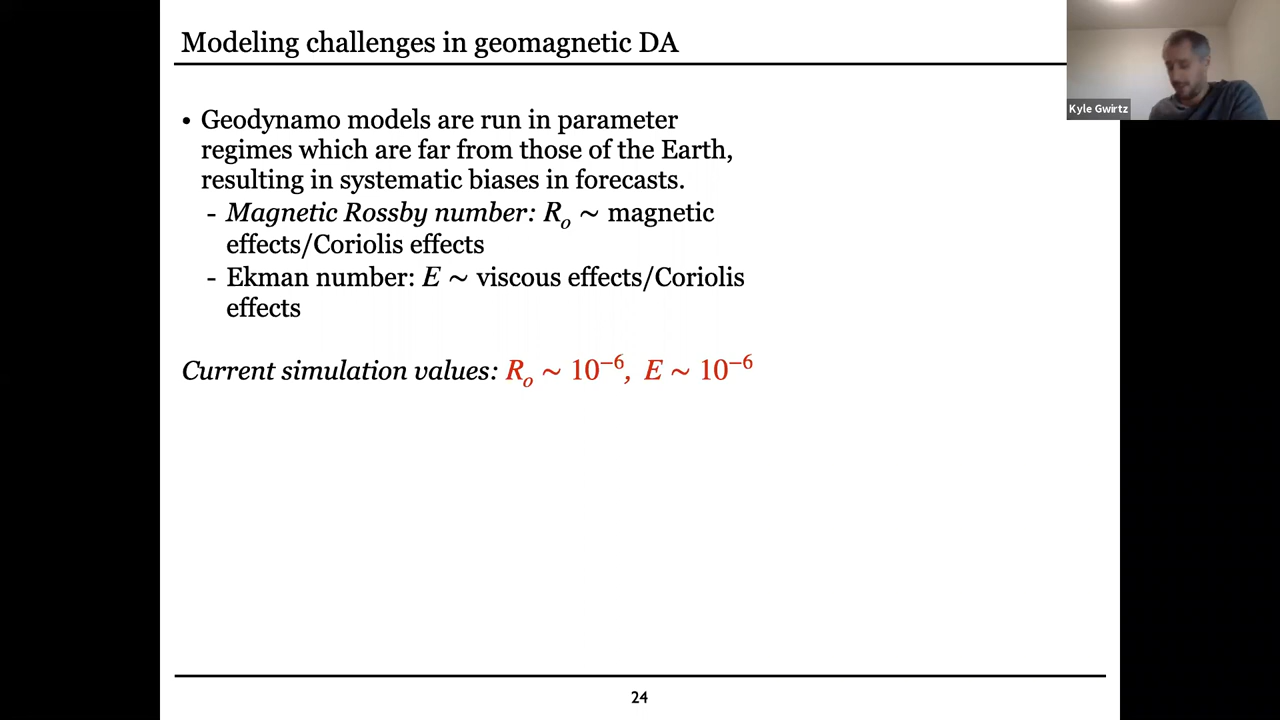 Modeling challenges in geomagnetic DA
Kyle Gwirtz
• Geodynamo models are run in parameter
regimes which are far from those of the Earth,
resulting in systematic biases in forecasts.
- Magnetic Rossby number: Rₒ ~ magnetic
effects/Coriolis effects
- Ekman number: E ~ viscous effects/Coriolis
effects
Current simulation values: Rₒ ~ 10⁻⁶, E ~ 10⁻⁶
24